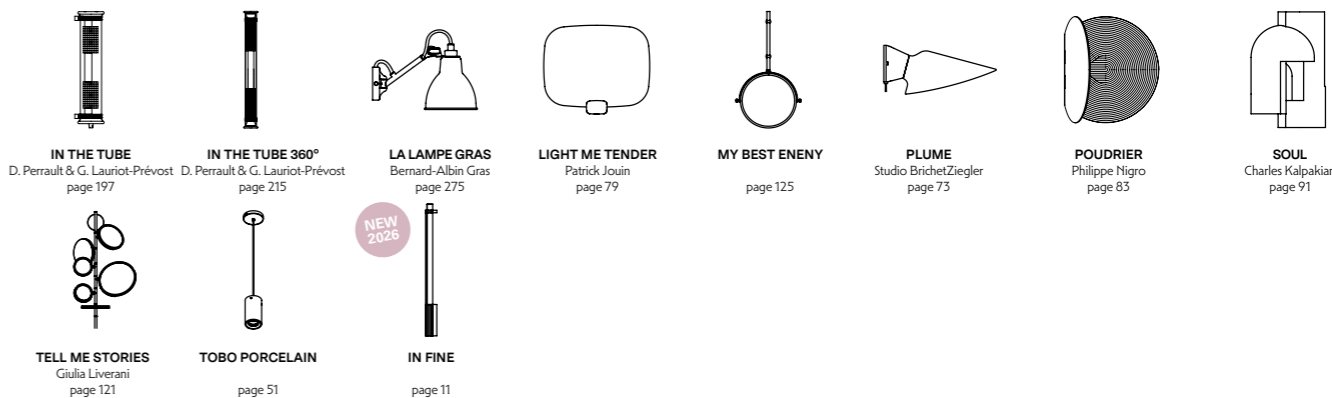 IN THE TUBE
D. Perrault & G. Lauriot-Prévost
page 197
IN THE TUBE 360°
D. Perrault & G. Lauriot-Prévost
page 215
LA LAMPE GRAS
Bernard-Albin Gras
page 275
LIGHT ME TENDER
Patrick Jouin
page 79
MY BEST ENENY
page 125
PLUME
Studio BrichetZiegler
page 73
POUDRIER
Philippe Nigro
page 83
SOUL
Charles Kalpakian
page 91
TELL ME STORIES
Giulia Liverani
page 121
TOBO PORCELAIN
page 51
NEW
2026
IN FINE
page 11